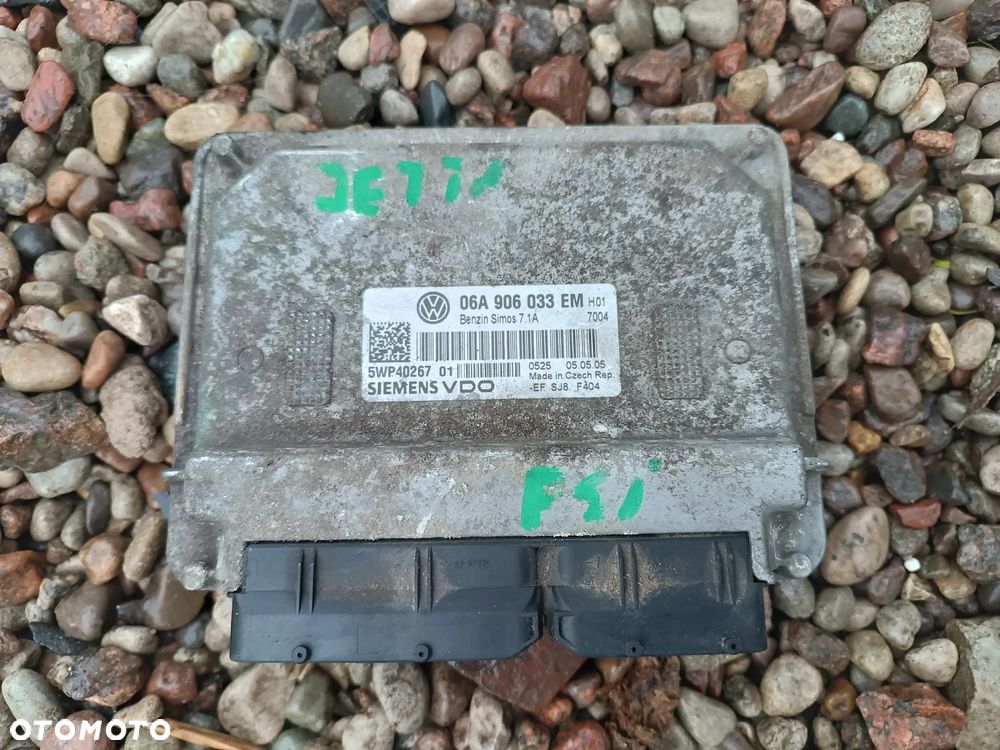 JETTA
VW 06A 906 033 EM H01
Benzin Simos 7.1A 7004
5WP40267 01 0525 05.05.05
Made in Czech Rep.
SIEMENS VDO -EF SJ8. F404
FSi
OTOMOTO